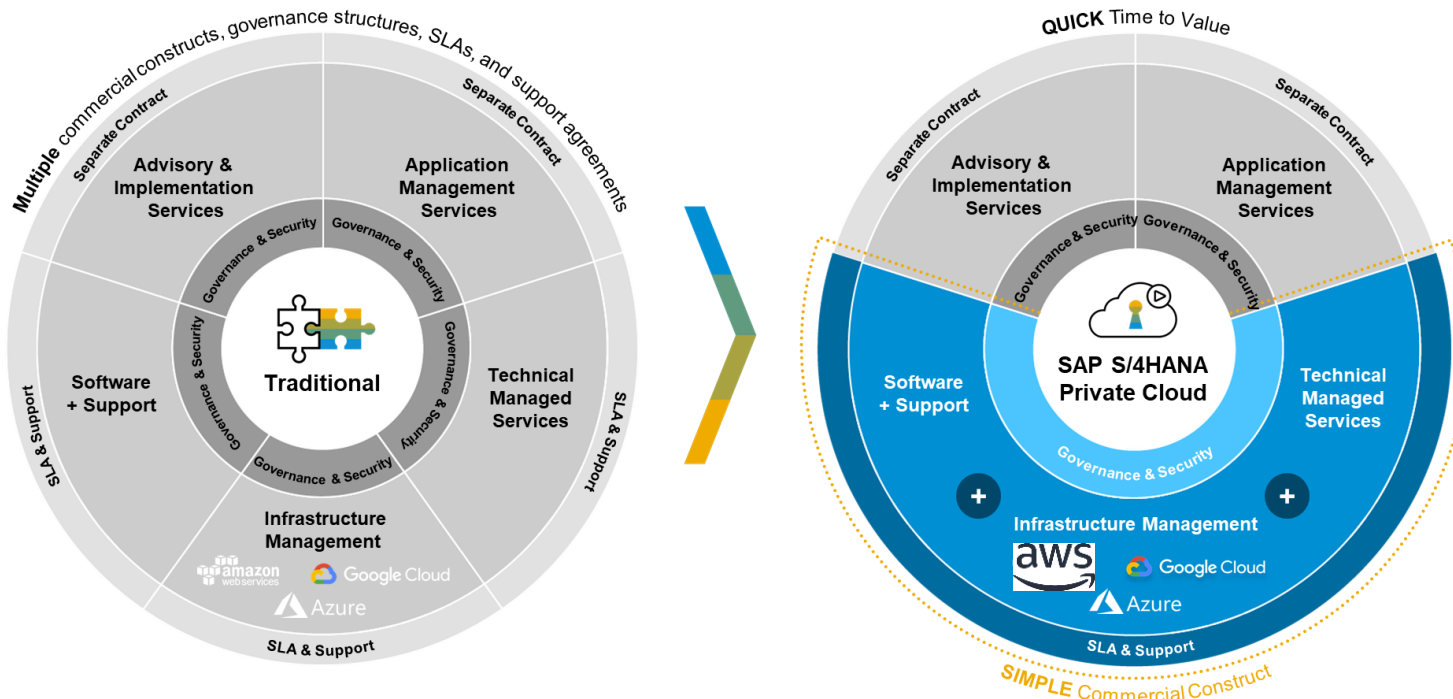 Multiple commercial constructs, governance structures, SLAs, and support agreements
Separate Contract
Separate Contract
Advisory &
Implementation
Services
Application
Management
Services
Governance & Security
Governance & Security
Traditional
Software
+ Support
Governance & Security
Governance & Security
Technical
Managed
Services
SLA & Support
SLA & Support
Governance & Security
Infrastructure
Management
amazon
webservices
Google Cloud
Azure
SLA & Support
QUICK Time to Value
Separate Contract
Separate Contract
Advisory &
Implementation
Services
Application
Management
Services
Governance & Security
Governance & Security
SAP S/4HANA
Private Cloud
Software
+ Support
Technical
Managed
Services
Governance & Security
+
+
Infrastructure Management
aws
Google Cloud
Azure
SLA & Support
SIMPLE Commercial Construct